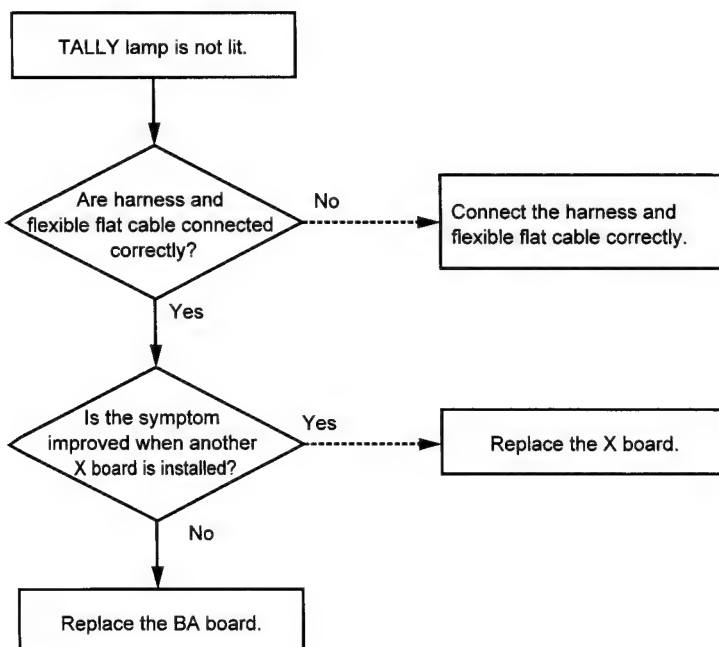 TALLY lamp is not lit.
Are harness and
flexible flat cable connected
correctly?
No
Connect the harness and
flexible flat cable correctly.
Yes
Is the symptom
improved when another
X board is installed?
Yes
Replace the X board.
No
Replace the BA board.